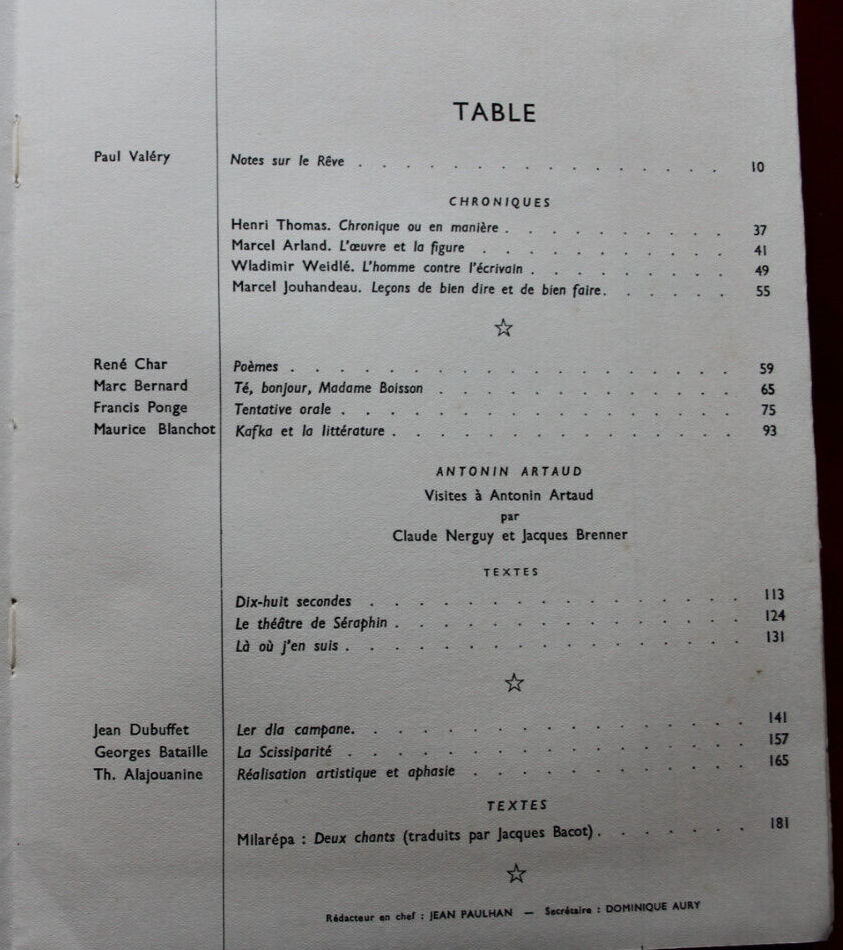 TABLE
Paul Valéry Notes sur le Rêve . . . . . . . . . . . . . . . . 10
CHRONIQUES
Henri Thomas. Chronique ou en manière . . . . . . . . . . 37
Marcel Arland. L'œuvre et la figure . . . . . . . . . . . 41
Wladimir Weidlé. L'homme contre l'écrivain . . . . . . . . . 49
Marcel Jouhandeau. Leçons de bien dire et de bien faire. . . . . . 55
☆
René Char Poèmes . . . . . . . . . . . . . . . . . . . 59
Marc Bernard Té, bonjour, Madame Boisson . . . . . . . . . . . . . 65
Francis Ponge Tentative orale . . . . . . . . . . . . . . . . . 75
Maurice Blanchot Kafka et la littérature . . . . . . . . . . . . . . 93
ANTONIN ARTAUD
Visites à Antonin Artaud
par
Claude Nerguy et Jacques Brenner
TEXTES
Dix-huit secondes . . . . . . . . . . . . . . . . 113
Le théâtre de Séraphin . . . . . . . . . . . . . . 124
Là où j'en suis . . . . . . . . . . . . . . . . 131
☆
Jean Dubuffet Ler dla campane. . . . . . . . . . . . . . . . 141
Georges Bataille La Scissiparité . . . . . . . . . . . . . . . . 157
Th. Alajouanine Réalisation artistique et aphasie . . . . . . . . . . . 165
TEXTES
Milarépa : Deux chants (traduits par Jacques Bacot) . . . . . . 181
☆
Rédacteur en chef : JEAN PAULHAN — Secrétaire : DOMINIQUE AURY